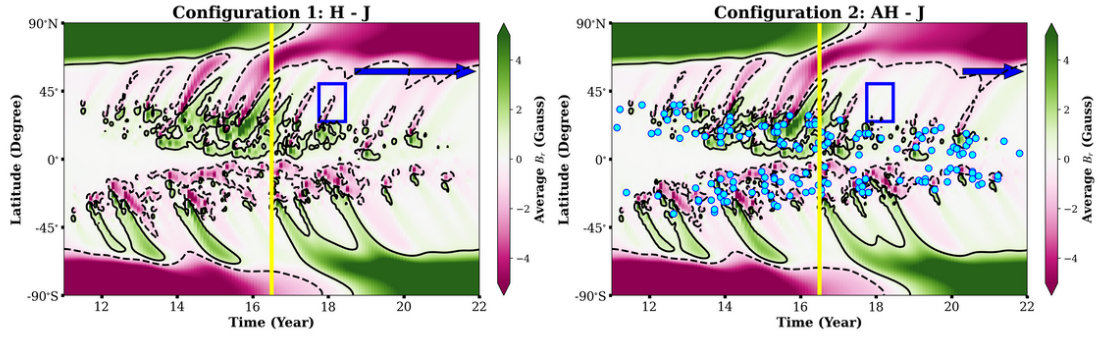 Configuration 1: H - J
90°N
45°
0°
-45°
-90°S
12
14
16
18
20
22
Latitude (Degree)
Time (Year)
4
2
0
−2
−4
Average Bᵣ (Gauss)
Configuration 2: AH - J
90°N
45°
0°
-45°
-90°S
12
14
16
18
20
22
Latitude (Degree)
Time (Year)
4
2
0
−2
−4
Average Bᵣ (Gauss)